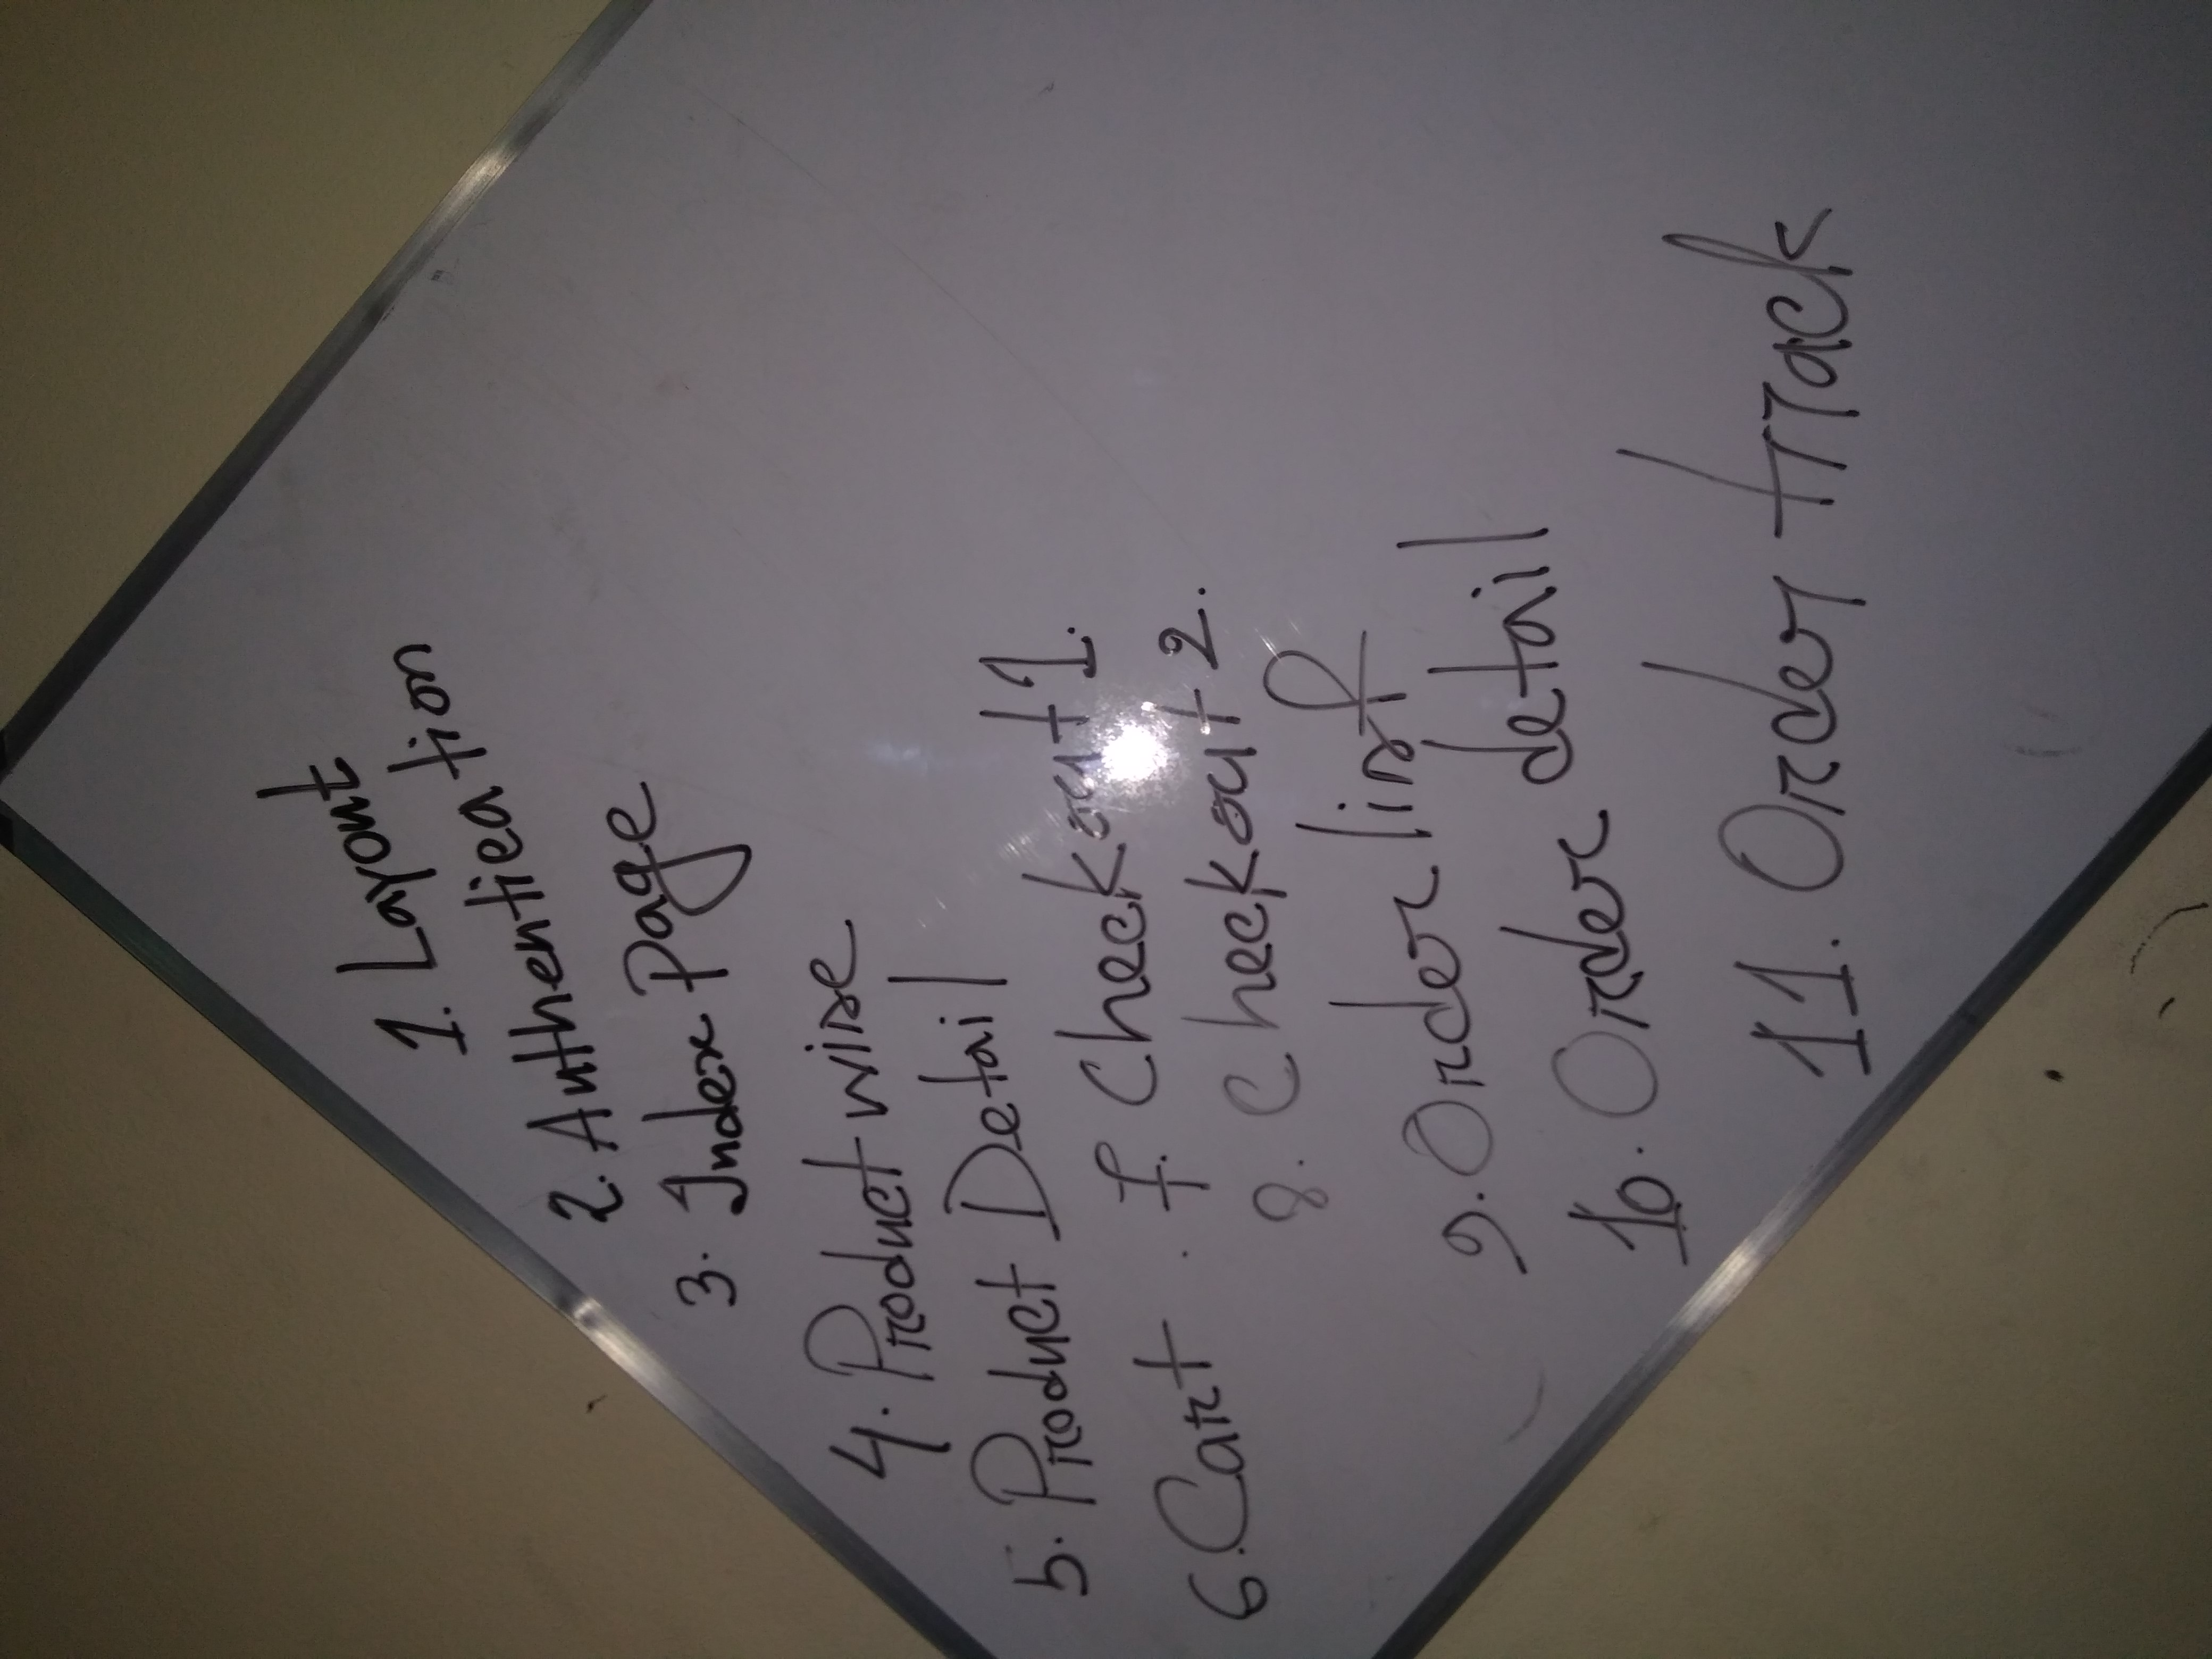 1. Layout
2. Authentication
3. Index Page
4. Product wise
5. Product Detail
6. Cart . 7. Checkout 1.
8. Checkout 2.
9. Order list
10. Order detail
11. Order track